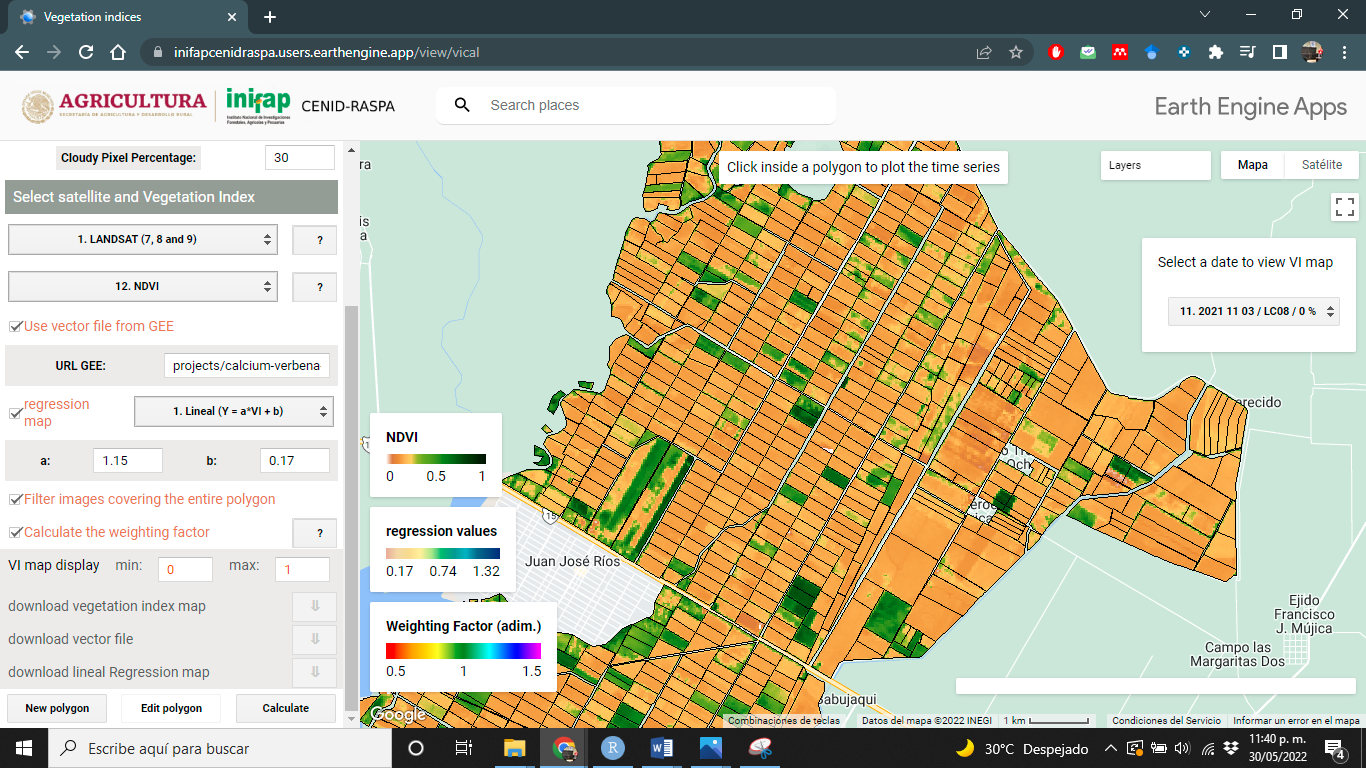 Vegetation indices
inifapcenidraspa.users.earthengine.app/view/vical
AGRICULTURA
SECRETARÍA DE AGRICULTURA Y DESARROLLO RURAL
inifap
Instituto Nacional de Investigaciones
Forestales, Agrícolas y Pecuarias
CENID-RASPA
Search places
Earth Engine Apps
Cloudy Pixel Percentage:
30
Select satellite and Vegetation Index
1. LANDSAT (7, 8 and 9)
?
12. NDVI
?
Use vector file from GEE
URL GEE:
projects/calcium-verbena
regression
map
1. Lineal (Y = a*VI + b)
a:
1.15
b:
0.17
Filter images covering the entire polygon
Calculate the weighting factor
?
VI map display
min:
0
max:
1
download vegetation index map
download vector file
download lineal Regression map
New polygon
Edit polygon
Calculate
Click inside a polygon to plot the time series
Layers
Mapa
Satélite
Select a date to view VI map
11. 2021 11 03 / LC08 / 0 %
NDVI
0 0.5 1
regression values
0.17 0.74 1.32
Weighting Factor (adim.)
0.5 1 1.5
15
Juan José Ríos
Ejido
Francisco
J. Mújica
Campo las
Margaritas Dos
Google
Combinaciones de teclas
Datos del mapa ©2022 INEGI
1 km
Condiciones del Servicio
Informar un error en el mapa
Escribe aquí para buscar
30°C Despejado
11:40 p. m.
30/05/2022
4